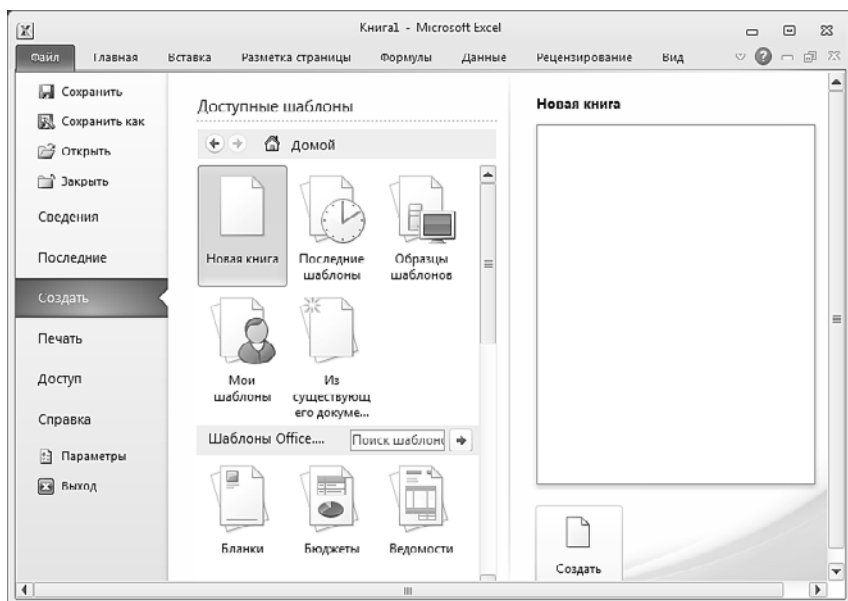 Книга1 - Microsoft Excel
Файл Главная Вставка Разметка страницы Формулы Данные Рецензирование Вид
Сохранить
Сохранить как
Открыть
Закрыть
Сведения
Последние
Создать
Печать
Доступ
Справка
Параметры
Выход
Доступные шаблоны
Домой
Новая книга
Последние
шаблоны
Образцы
шаблонов
Мои
шаблоны
Из
существующ
его докуме...
Шаблоны Office....
Поиск шаблон
Бланки
Бюджеты
Ведомости
Новая книга
Создать